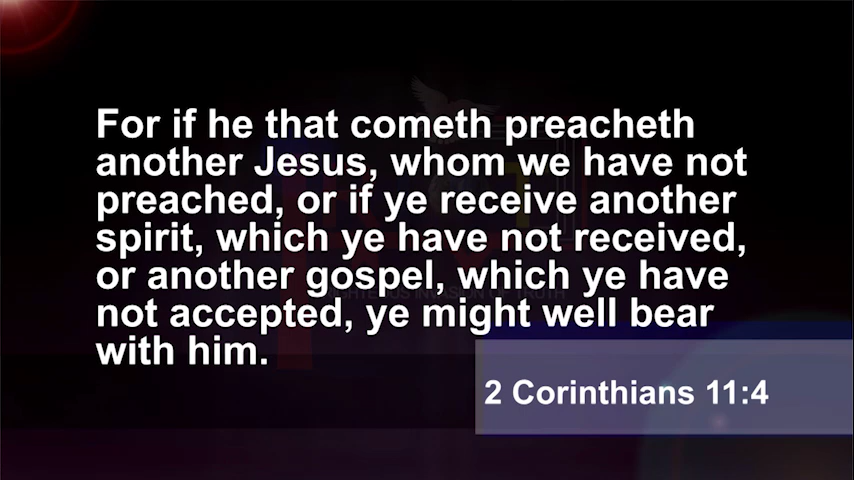 For if he that cometh preacheth
another Jesus, whom we have not
preached, or if ye receive another
spirit, which ye have not received,
or another gospel, which ye have
not accepted, ye might well bear
with him.
2 Corinthians 11:4